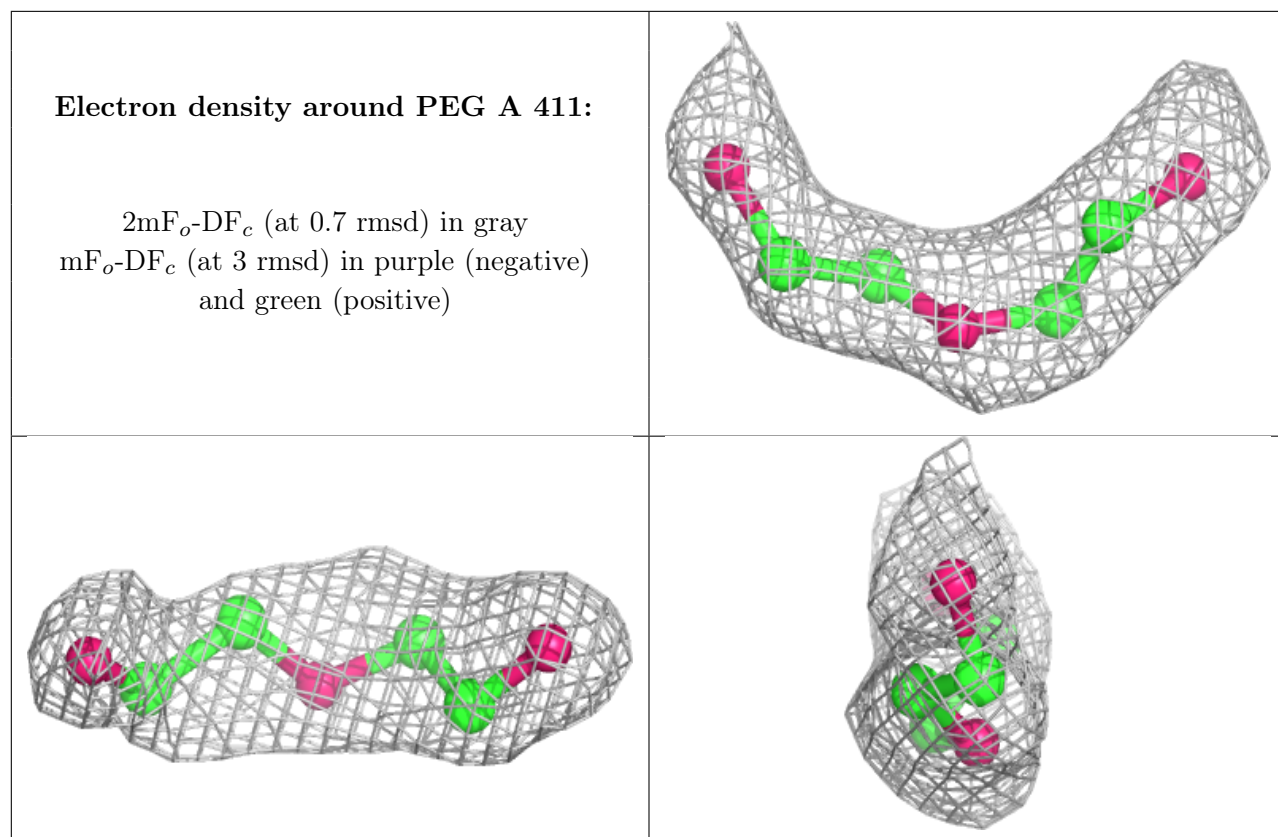 Electron density around PEG A 411:
2mFₒ-DF𝒸 (at 0.7 rmsd) in gray
mFₒ-DF𝒸 (at 3 rmsd) in purple (negative)
and green (positive)